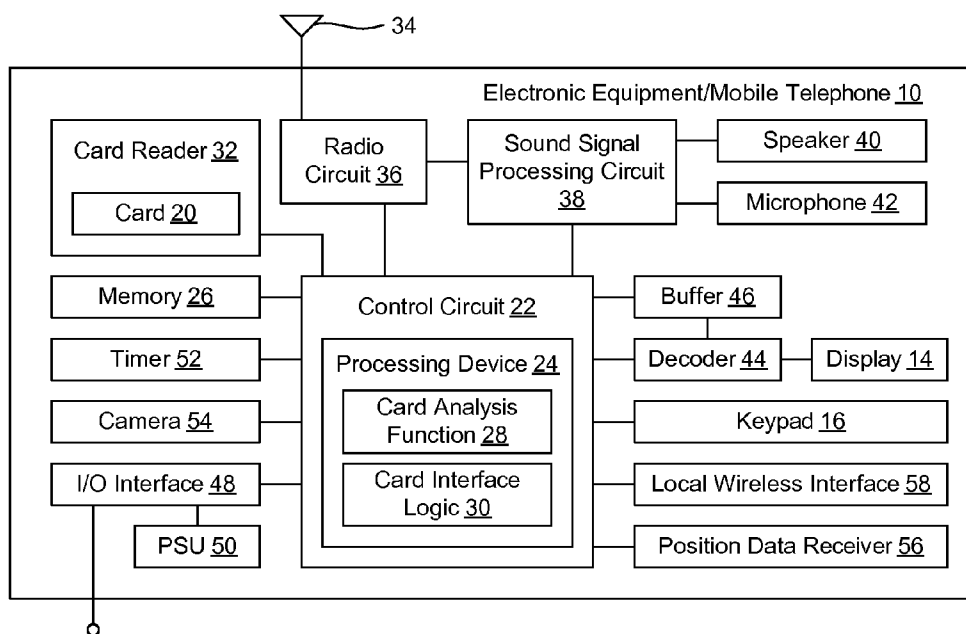 34
Electronic Equipment/Mobile Telephone 10
Card Reader 32
Card 20
Radio
Circuit 36
Sound Signal
Processing Circuit
38
Speaker 40
Microphone 42
Memory 26
Timer 52
Camera 54
I/O Interface 48
PSU 50
Control Circuit 22
Processing Device 24
Card Analysis
Function 28
Card Interface
Logic 30
Buffer 46
Decoder 44
Display 14
Keypad 16
Local Wireless Interface 58
Position Data Receiver 56